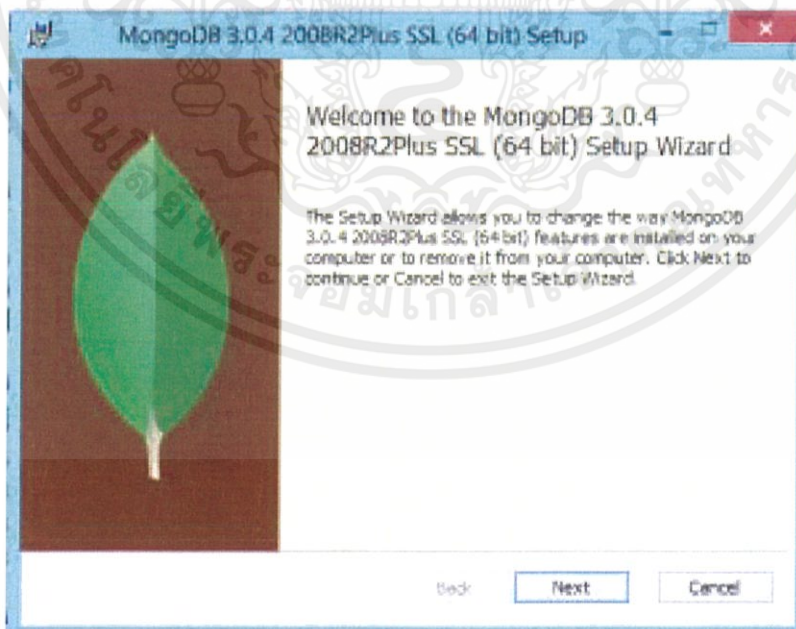 MongoDB 3.0.4 2008R2Plus SSL (64 bit) Setup
Welcome to the MongoDB 3.0.4
2008R2Plus SSL (64 bit) Setup Wizard
The Setup Wizard allows you to change the way MongoDB
3.0.4 2008R2Plus SSL (64 bit) features are installed on your
computer or to remove it from your computer. Click Next to
continue or Cancel to exit the Setup Wizard.
Back
Next
Cancel